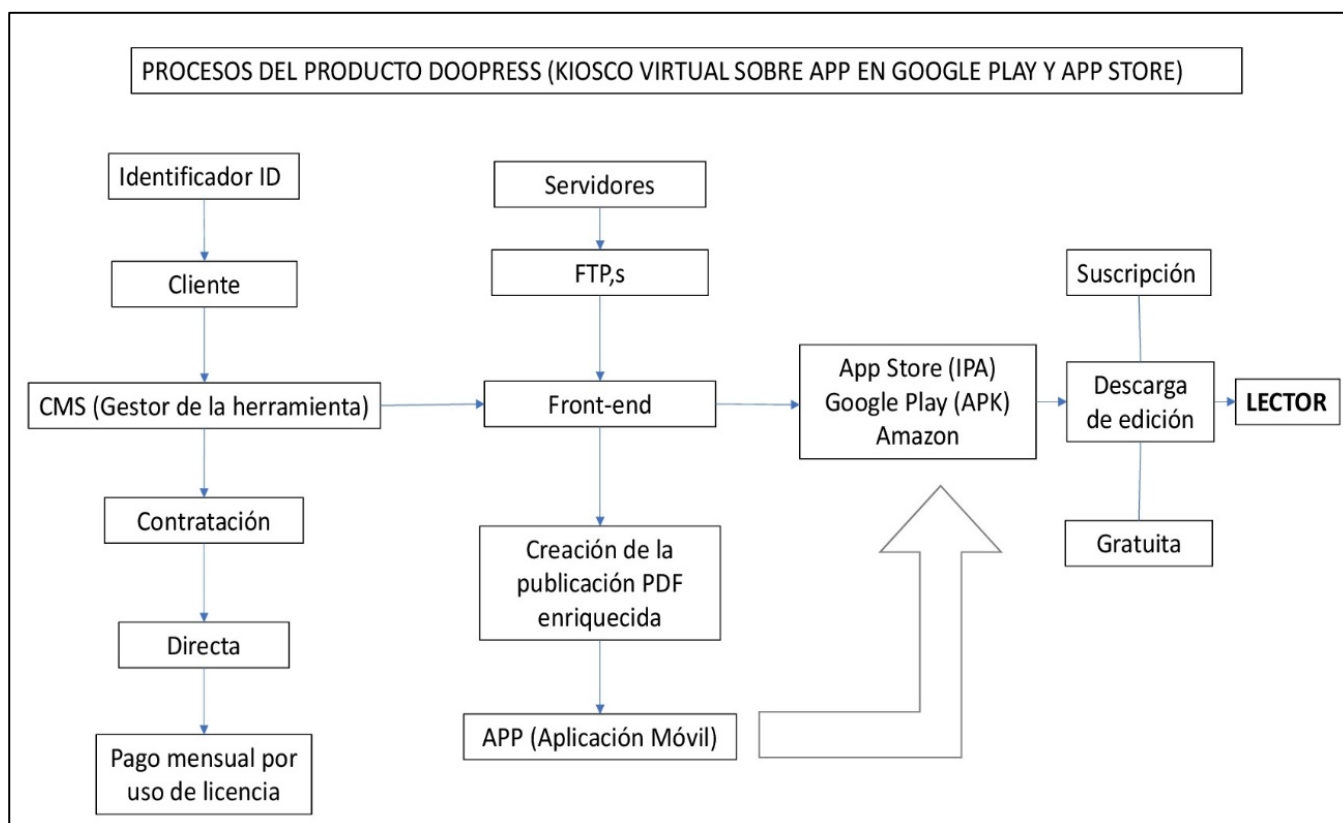 PROCESOS DEL PRODUCTO DOOPRESS (KIOSCO VIRTUAL SOBRE APP EN GOOGLE PLAY Y APP STORE)
Identificador ID
Cliente
CMS (Gestor de la herramienta)
Contratación
Directa
Pago mensual por
uso de licencia
Servidores
FTP,s
Front-end
Creación de la
publicación PDF
enriquecida
APP (Aplicación Móvil)
App Store (IPA)
Google Play (APK)
Amazon
Suscripción
Descarga
de edición
Gratuita
LECTOR